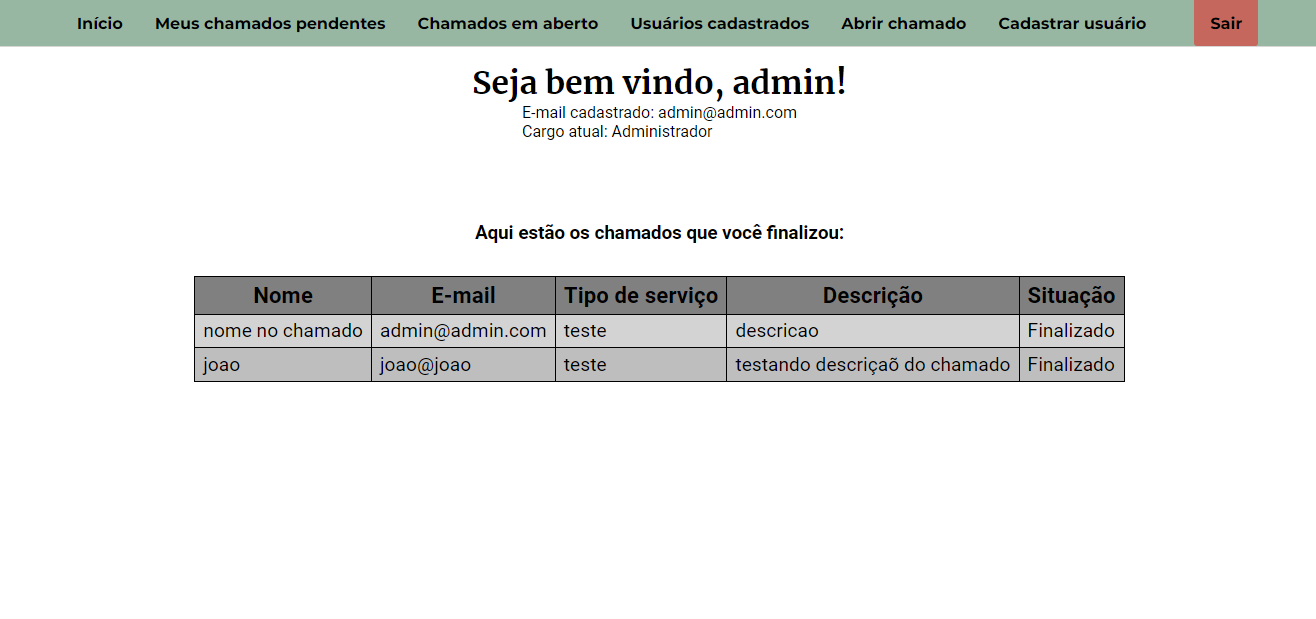 Início Meus chamados pendentes Chamados em aberto Usuários cadastrados Abrir chamado Cadastrar usuário Sair
Seja bem vindo, admin!
E-mail cadastrado: admin@admin.com
Cargo atual: Administrador
Aqui estão os chamados que você finalizou:
Nome E-mail Tipo de serviço Descrição Situação
nome no chamado admin@admin.com teste descricao Finalizado
joao joao@joao teste testando descriçaõ do chamado Finalizado